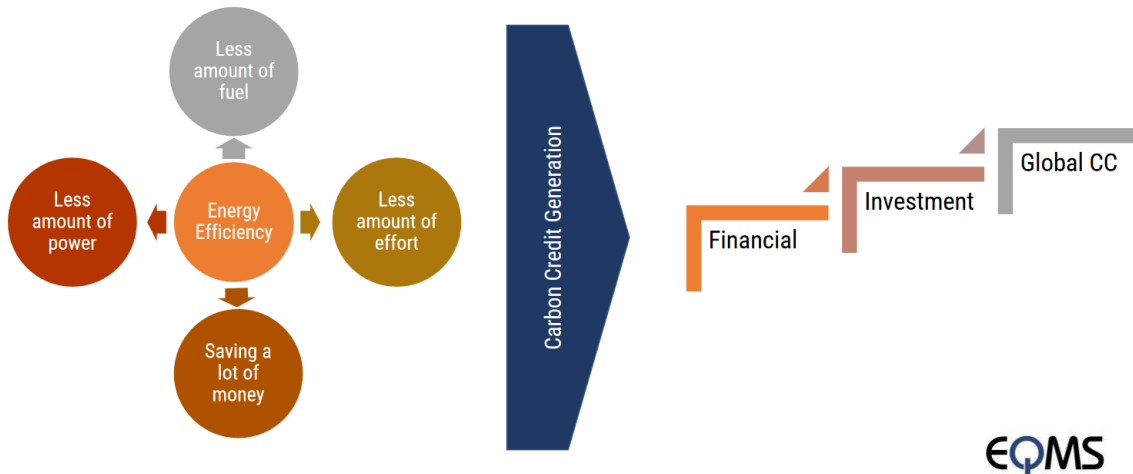 Less
amount of
fuel
Less
amount of
power
Energy
Efficiency
Less
amount of
effort
Saving a
lot of
money
Carbon Credit Generation
Financial
Investment
Global CC
EQMS